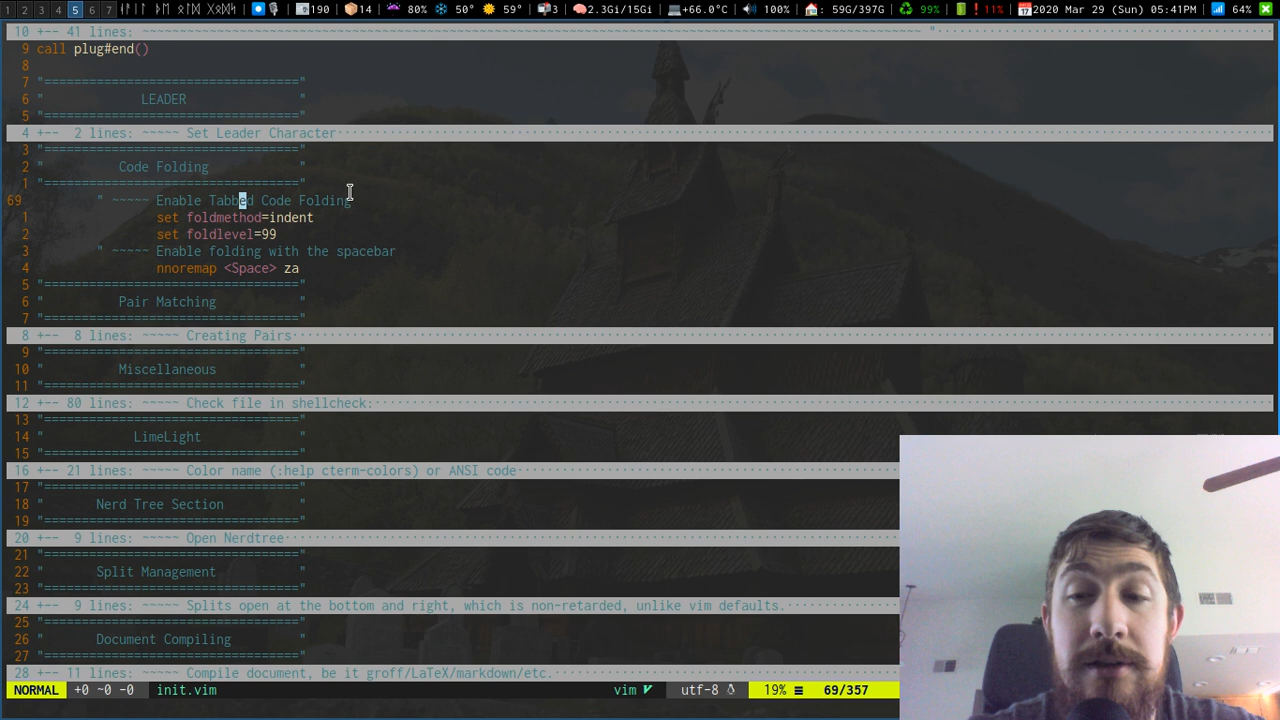 1 2 3 4 5 6 7 190 14 80% 50° 59° 3 2.3Gi/15Gi +66.0°C 100% : 59G/397G 99% 11% 2020 Mar 29 (Sun) 05:41PM 64%
10 +-- 41 lines: ~~~~~~~~~~~~~~~~~~~~~~~~~~~~~~~~~~~~~~~~~~~~~~~~~~~~~~~~~~~~~~~~~~~~~~~~~~~~~~~~~~~~~~~~~~~~~~~~~~~~~~~~ "
9 call plug#end()
8
7 "=================================="
6 " LEADER "
5 "=================================="
4 +-- 2 lines: ~~~~~ Set Leader Character
3 "=================================="
2 " Code Folding "
1 "=================================="
69 " ~~~~~ Enable Tabbed Code Folding
1 set foldmethod=indent
2 set foldlevel=99
3 " ~~~~~ Enable folding with the spacebar
4 nnoremap <Space> za
5 "=================================="
6 " Pair Matching "
7 "=================================="
8 +-- 8 lines: ~~~~~ Creating Pairs
9 "=================================="
10 " Miscellaneous "
11 "=================================="
12 +-- 80 lines: ~~~~~ Check file in shellcheck:
13 "=================================="
14 " LimeLight "
15 "=================================="
16 +-- 21 lines: ~~~~~ Color name (:help cterm-colors) or ANSI code
17 "=================================="
18 " Nerd Tree Section "
19 "=================================="
20 +-- 9 lines: ~~~~~ Open Nerdtree
21 "=================================="
22 " Split Management "
23 "=================================="
24 +-- 9 lines: ~~~~~ Splits open at the bottom and right, which is non-retarded, unlike vim defaults.
25 "=================================="
26 " Document Compiling "
27 "=================================="
28 +-- 11 lines: ~~~~~ Compile document, be it groff/LaTeX/markdown/etc.
NORMAL +0 ~0 -0 init.vim vim utf-8 19% ≡ 69/357